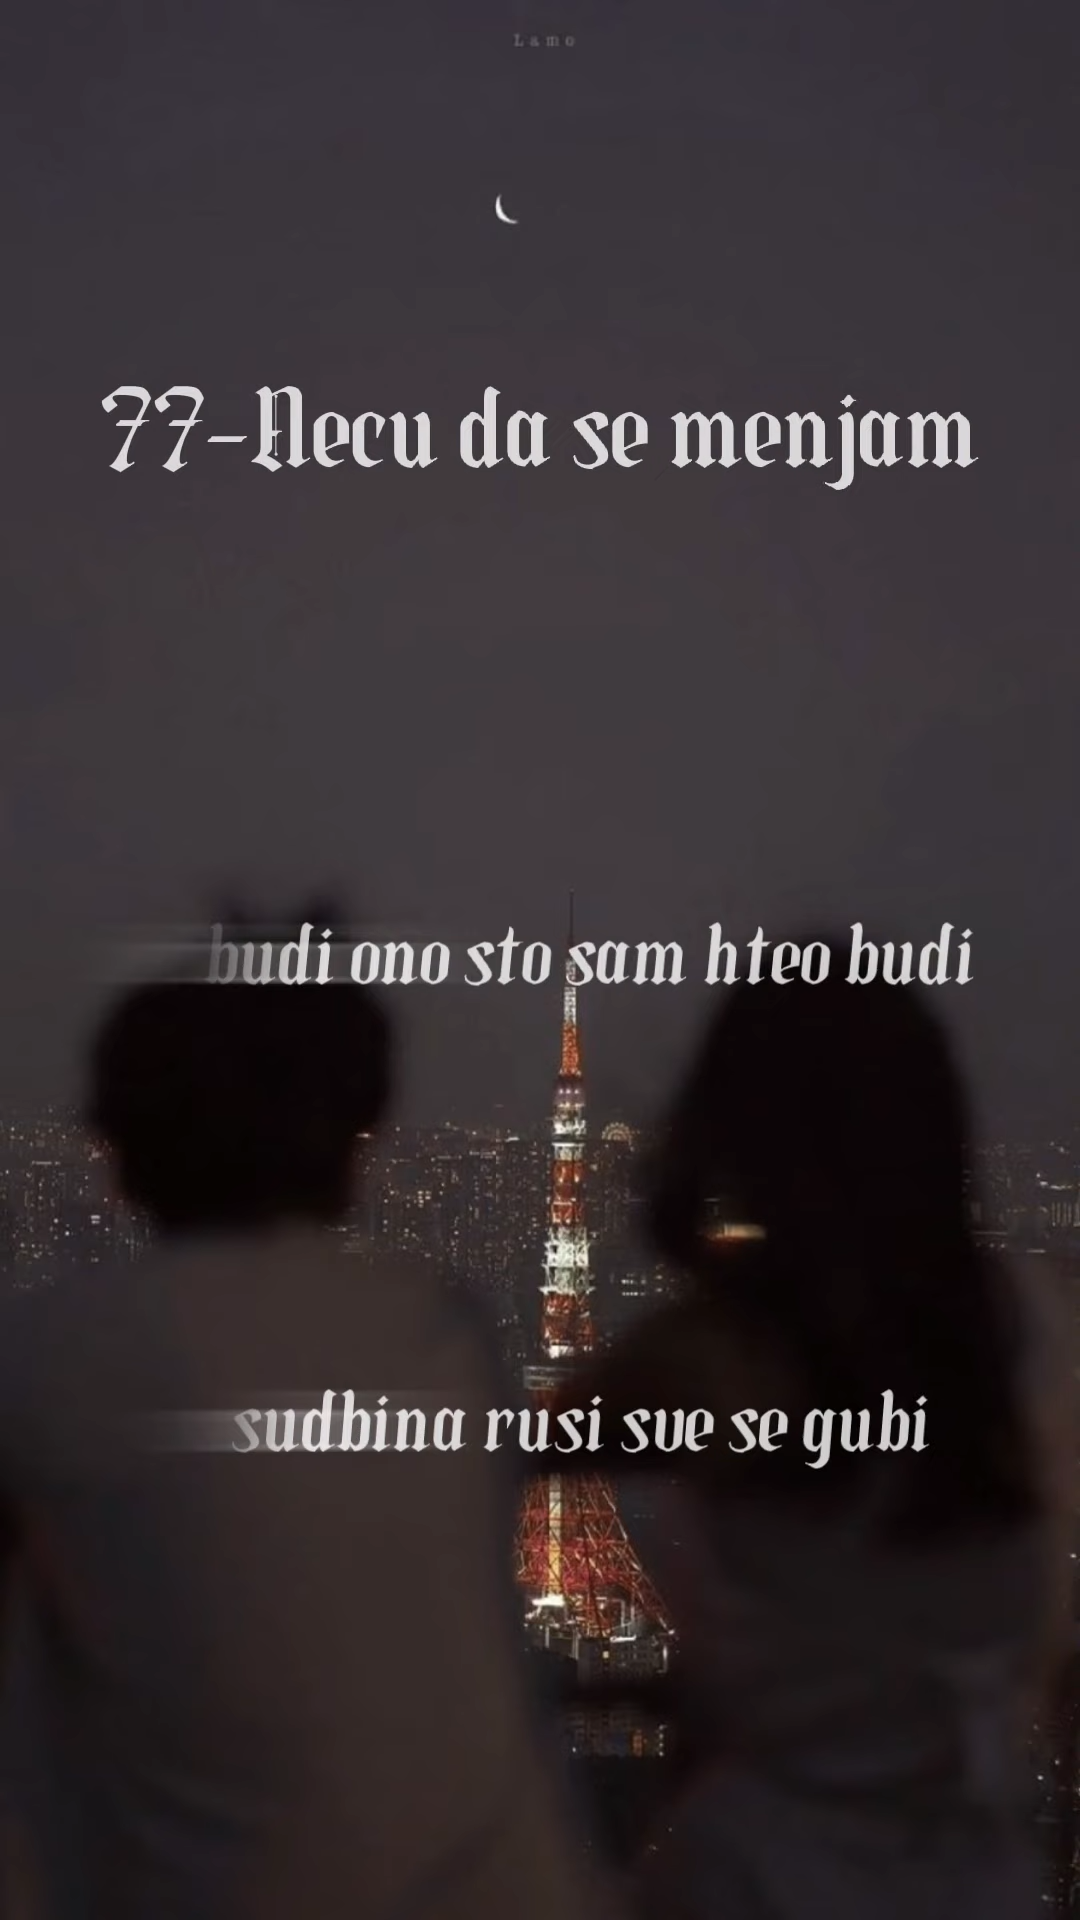 Lamo
77-Necu da se menjam
budi ono sto sam hteo budi
sudbina rusi sve se gubi